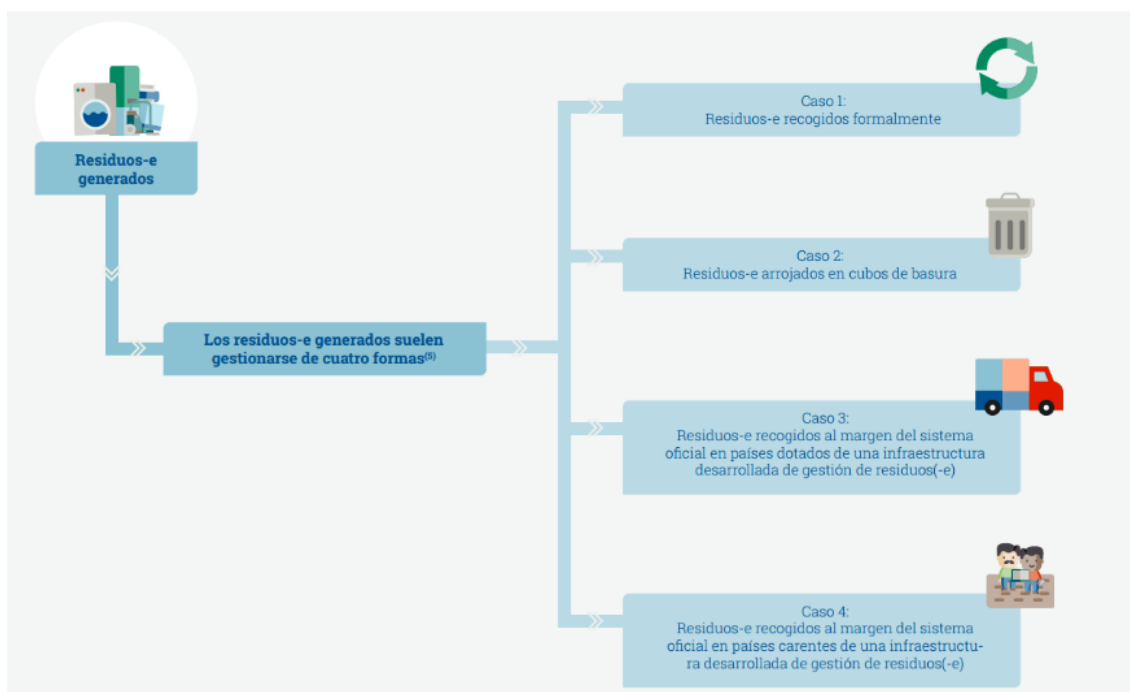 Residuos-e
generados
Los residuos-e generados suelen
gestionarse de cuatro formas⁽⁵⁾
Caso 1:
Residuos-e recogidos formalmente
Caso 2:
Residuos-e arrojados en cubos de basura
Caso 3:
Residuos-e recogidos al margen del sistema
oficial en países dotados de una infraestructura
desarrollada de gestión de residuos(-e)
Caso 4:
Residuos-e recogidos al margen del sistema
oficial en países carentes de una infraestructu-
ra desarrollada de gestión de residuos(-e)